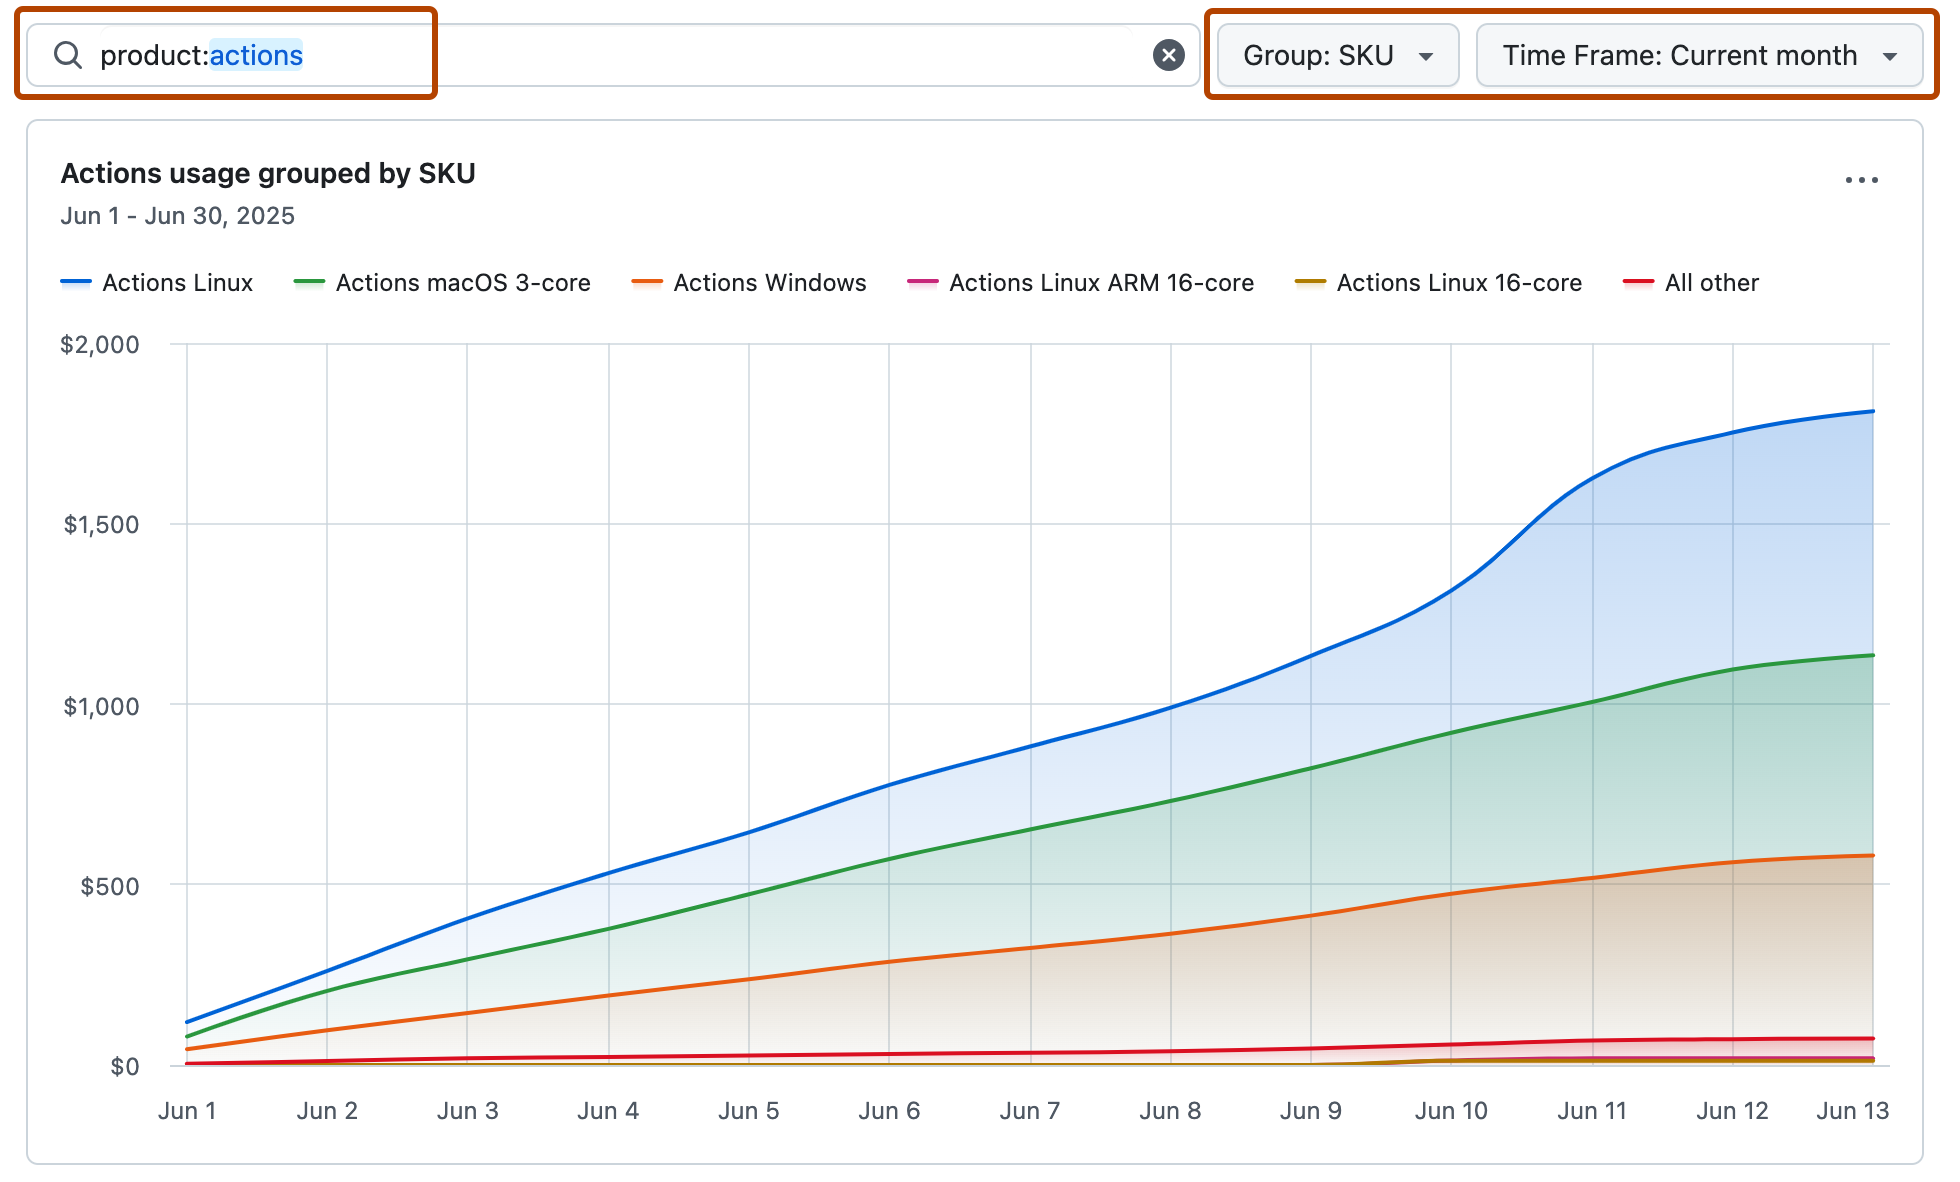 product:actions
Group: SKU
Time Frame: Current month
Actions usage grouped by SKU
Jun 1 - Jun 30, 2025
Actions Linux
Actions macOS 3-core
Actions Windows
Actions Linux ARM 16-core
Actions Linux 16-core
All other
$2,000
$1,500
$1,000
$500
$0
Jun 1
Jun 2
Jun 3
Jun 4
Jun 5
Jun 6
Jun 7
Jun 8
Jun 9
Jun 10
Jun 11
Jun 12
Jun 13